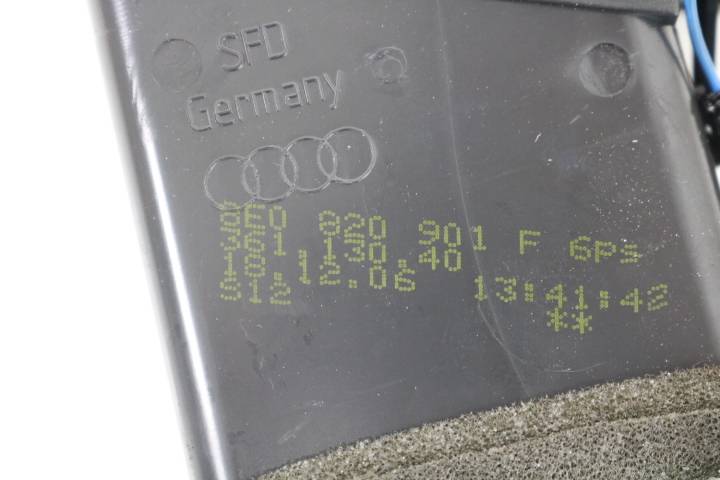 SFD
Germany
8E0 820 901 F 6PS
361.130.40
18.12.06 13:41:42
S12 **